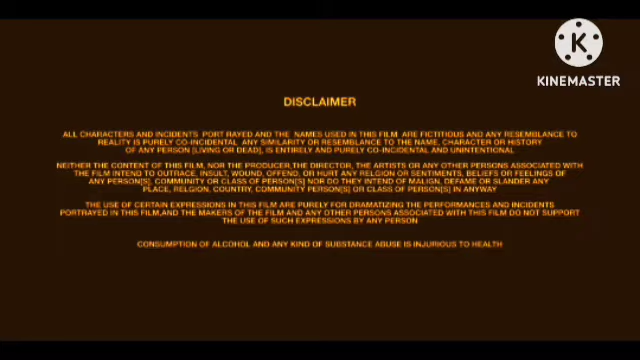 KINEMASTER
DISCLAIMER
ALL CHARACTERS AND INCIDENTS PORT RAYED AND THE NAMES USED IN THIS FILM ARE FICTITIOUS AND ANY RESEMBLANCE TO
REALITY IS PURELY CO-INCIDENTAL ANY SIMILARITY OR RESEMBLANCE TO THE NAME, CHARACTER OR HISTORY
OF ANY PERSON [LIVING OR DEAD], IS ENTIRELY AND PURELY CO-INCIDENTAL AND UNINTENTIONAL
NEITHER THE CONTENT OF THIS FILM, NOR THE PRODUCER,THE DIRECTOR, THE ARTISTS OR ANY OTHER PERSONS ASSOCIATED WITH
THE FILM INTEND TO OUTRACE, INSULT, WOUND, OFFEND, OR HURT ANY RELGION OR SENTIMENTS, BELIEFS OR FEELINGS OF
ANY PERSON[S], COMMUNITY OR CLASS OF PERSON[S] NOR DO THEY INTEND OF MALIGN, DEFAME OR SLANDER ANY
PLACE, RELGION, COUNTRY, COMMUNITY PERSON[S] OR CLASS OF PERSON[S] IN ANYWAY
THE USE OF CERTAIN EXPRESSIONS IN THIS FILM ARE PURELY FOR DRAMATIZING THE PERFORMANCES AND INCIDENTS
PORTRAYED IN THIS FILM,AND THE MAKERS OF THE FILM AND ANY OTHER PERSONS ASSOCIATED WITH THIS FILM DO NOT SUPPORT
THE USE OF SUCH EXPRESSIONS BY ANY PERSON
CONSUMPTION OF ALCOHOL AND ANY KIND OF SUBSTANCE ABUSE IS INJURIOUS TO HEALTH